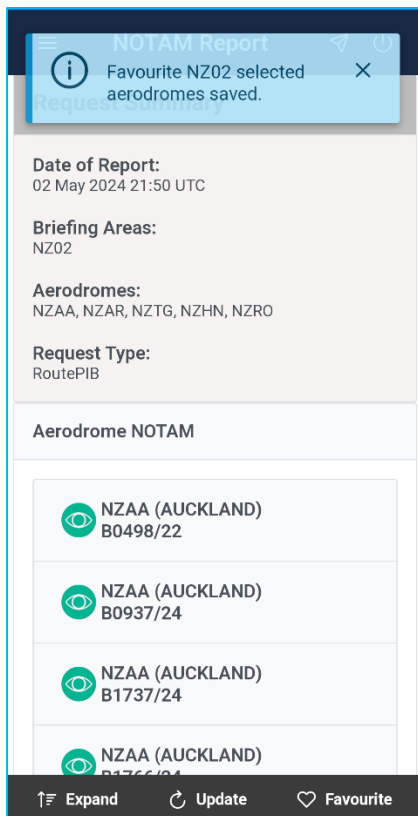 NOTAM Report
Favourite NZ02 selected
aerodromes saved.
Request Summary
Date of Report:
02 May 2024 21:50 UTC
Briefing Areas:
NZ02
Aerodromes:
NZAA, NZAR, NZTG, NZHN, NZRO
Request Type:
RoutePIB
Aerodrome NOTAM
NZAA (AUCKLAND)
B0498/22
NZAA (AUCKLAND)
B0937/24
NZAA (AUCKLAND)
B1737/24
NZAA (AUCKLAND)
B1766/24
Expand Update Favourite